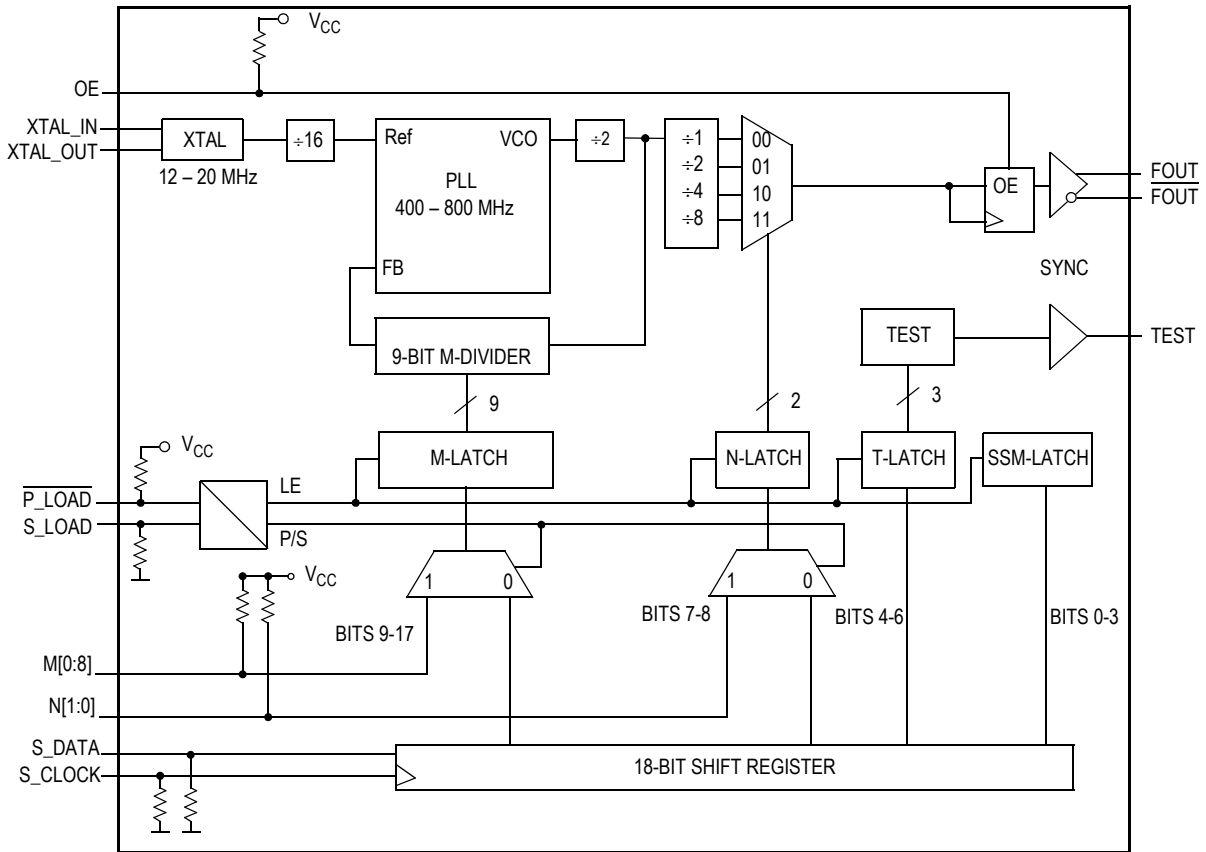 VCC
OE
XTAL_IN
XTAL_OUT
XTAL
12 – 20 MHz
÷16
Ref
VCO
PLL
400 – 800 MHz
FB
÷2
÷1
÷2
÷4
÷8
00
01
10
11
OE
FOUT
FOUT
SYNC
9-BIT M-DIVIDER
TEST
TEST
9
2
3
VCC
M-LATCH
N-LATCH
T-LATCH
SSM-LATCH
P_LOAD
S_LOAD
LE
P/S
1
0
1
0
VCC
BITS 9-17
BITS 7-8
BITS 4-6
BITS 0-3
M[0:8]
N[1:0]
S_DATA
S_CLOCK
18-BIT SHIFT REGISTER